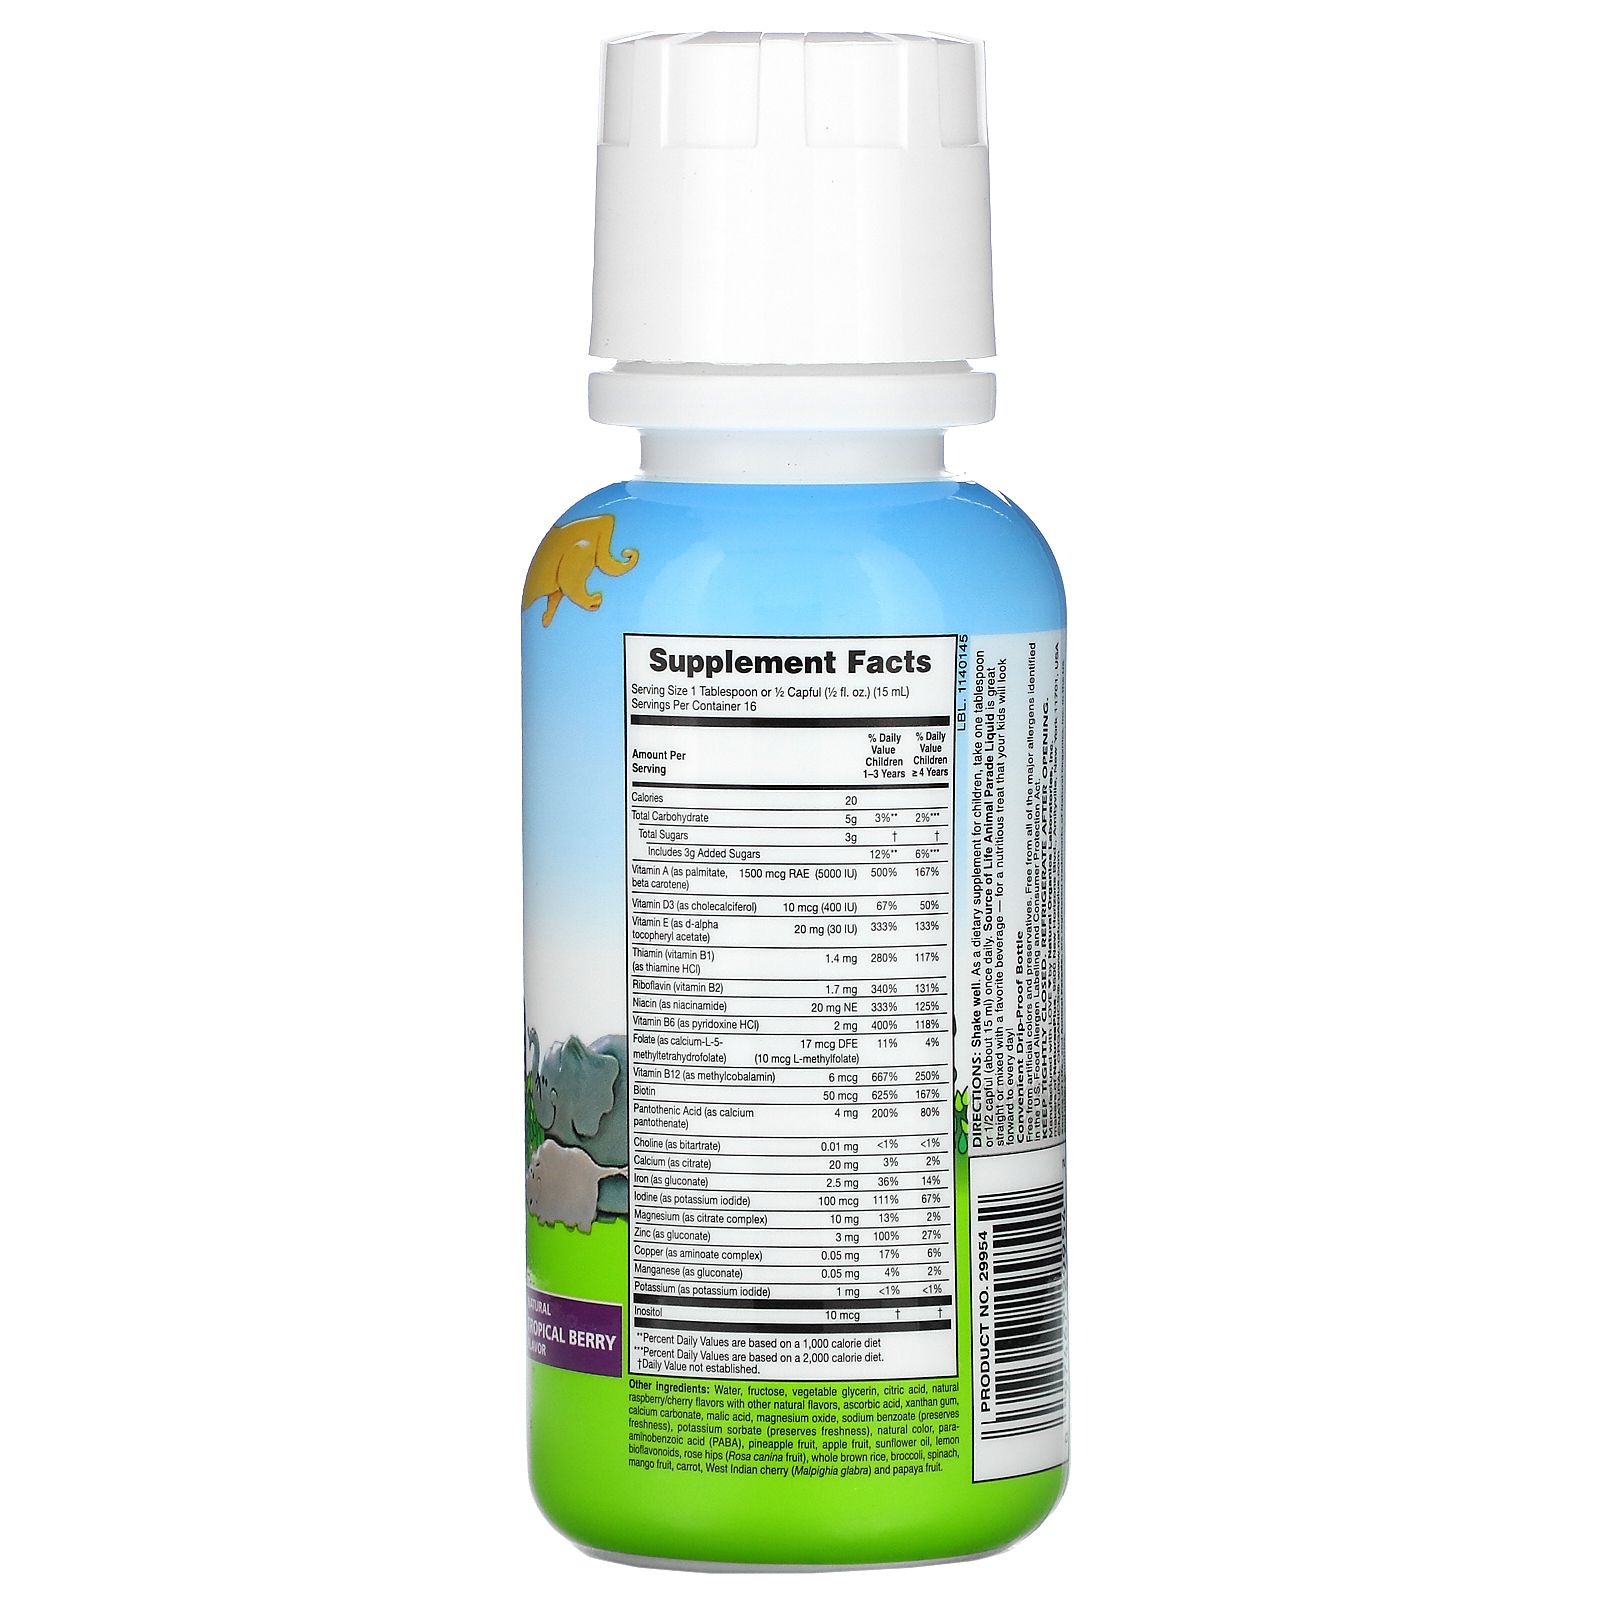 Supplement Facts
Serving Size 1 Tablespoon or ½ Capful (½ fl. oz.) (15 mL)
Servings Per Container 16
Amount Per Serving % Daily Value Children 1–3 Years % Daily Value Children ≥ 4 Years
Calories 20
Total Carbohydrate 5g 3%** 2%***
Total Sugars 3g † †
Includes 3g Added Sugars 12%** 6%***
Vitamin A (as palmitate, 1500 mcg RAE (5000 IU) 500% 167%
beta carotene)
Vitamin D3 (as cholecalciferol) 10 mcg (400 IU) 67% 50%
Vitamin E (as d-alpha 20 mg (30 IU) 333% 133%
tocopheryl acetate)
Thiamin (vitamin B1) 1.4 mg 280% 117%
(as thiamine HCl)
Riboflavin (vitamin B2) 1.7 mg 340% 131%
Niacin (as niacinamide) 20 mg NE 333% 125%
Vitamin B6 (as pyridoxine HCl) 2 mg 400% 118%
Folate (as calcium-L-5- 17 mcg DFE 11% 4%
methyltetrahydrofolate) (10 mcg L-methylfolate)
Vitamin B12 (as methylcobalamin) 6 mcg 667% 250%
Biotin 50 mcg 625% 167%
Pantothenic Acid (as calcium 4 mg 200% 80%
pantothenate)
Choline (as bitartrate) 0.01 mg <1% <1%
Calcium (as citrate) 20 mg 3% 2%
Iron (as gluconate) 2.5 mg 36% 14%
Iodine (as potassium iodide) 100 mcg 111% 67%
Magnesium (as citrate complex) 10 mg 13% 2%
Zinc (as gluconate) 3 mg 100% 27%
Copper (as aminoate complex) 0.05 mg 17% 6%
Manganese (as gluconate) 0.05 mg 4% 2%
Potassium (as potassium iodide) 1 mg <1% <1%
Inositol 10 mcg † †
**Percent Daily Values are based on a 1,000 calorie diet
***Percent Daily Values are based on a 2,000 calorie diet.
†Daily Value not established.
Other ingredients: Water, fructose, vegetable glycerin, citric acid, natural
raspberry/cherry flavors with other natural flavors, ascorbic acid, xanthan gum,
calcium carbonate, malic acid, magnesium oxide, sodium benzoate (preserves
freshness), potassium sorbate (preserves freshness), natural color, para-
aminobenzoic acid (PABA), pineapple fruit, apple fruit, sunflower oil, lemon
bioflavonoids, rose hips (Rosa canina fruit), whole brown rice, broccoli, spinach,
mango fruit, carrot, West Indian cherry (Malpighia glabra) and papaya fruit.
NATURAL
TROPICAL BERRY
LBL. 1140145
DIRECTIONS: Shake well. As a dietary supplement for children, take one tablespoon
or 1/2 capful (about 15 ml) once daily. Source of Life Animal Parade Liquid is great
straight or mixed with a favorite beverage — for a nutritious treat that your kids will look
forward to every day!
Convenient Drip-Proof Bottle
Free from artificial colors and preservatives. Free from all of the major allergens identified
in the U.S. Food Allergen Labeling and Consumer Protection Act.
KEEP TIGHTLY CLOSED. REFRIGERATE AFTER OPENING.
Manufactured with LOVE by Natural Organics Laboratories, Inc.
PRODUCT NO. 29954